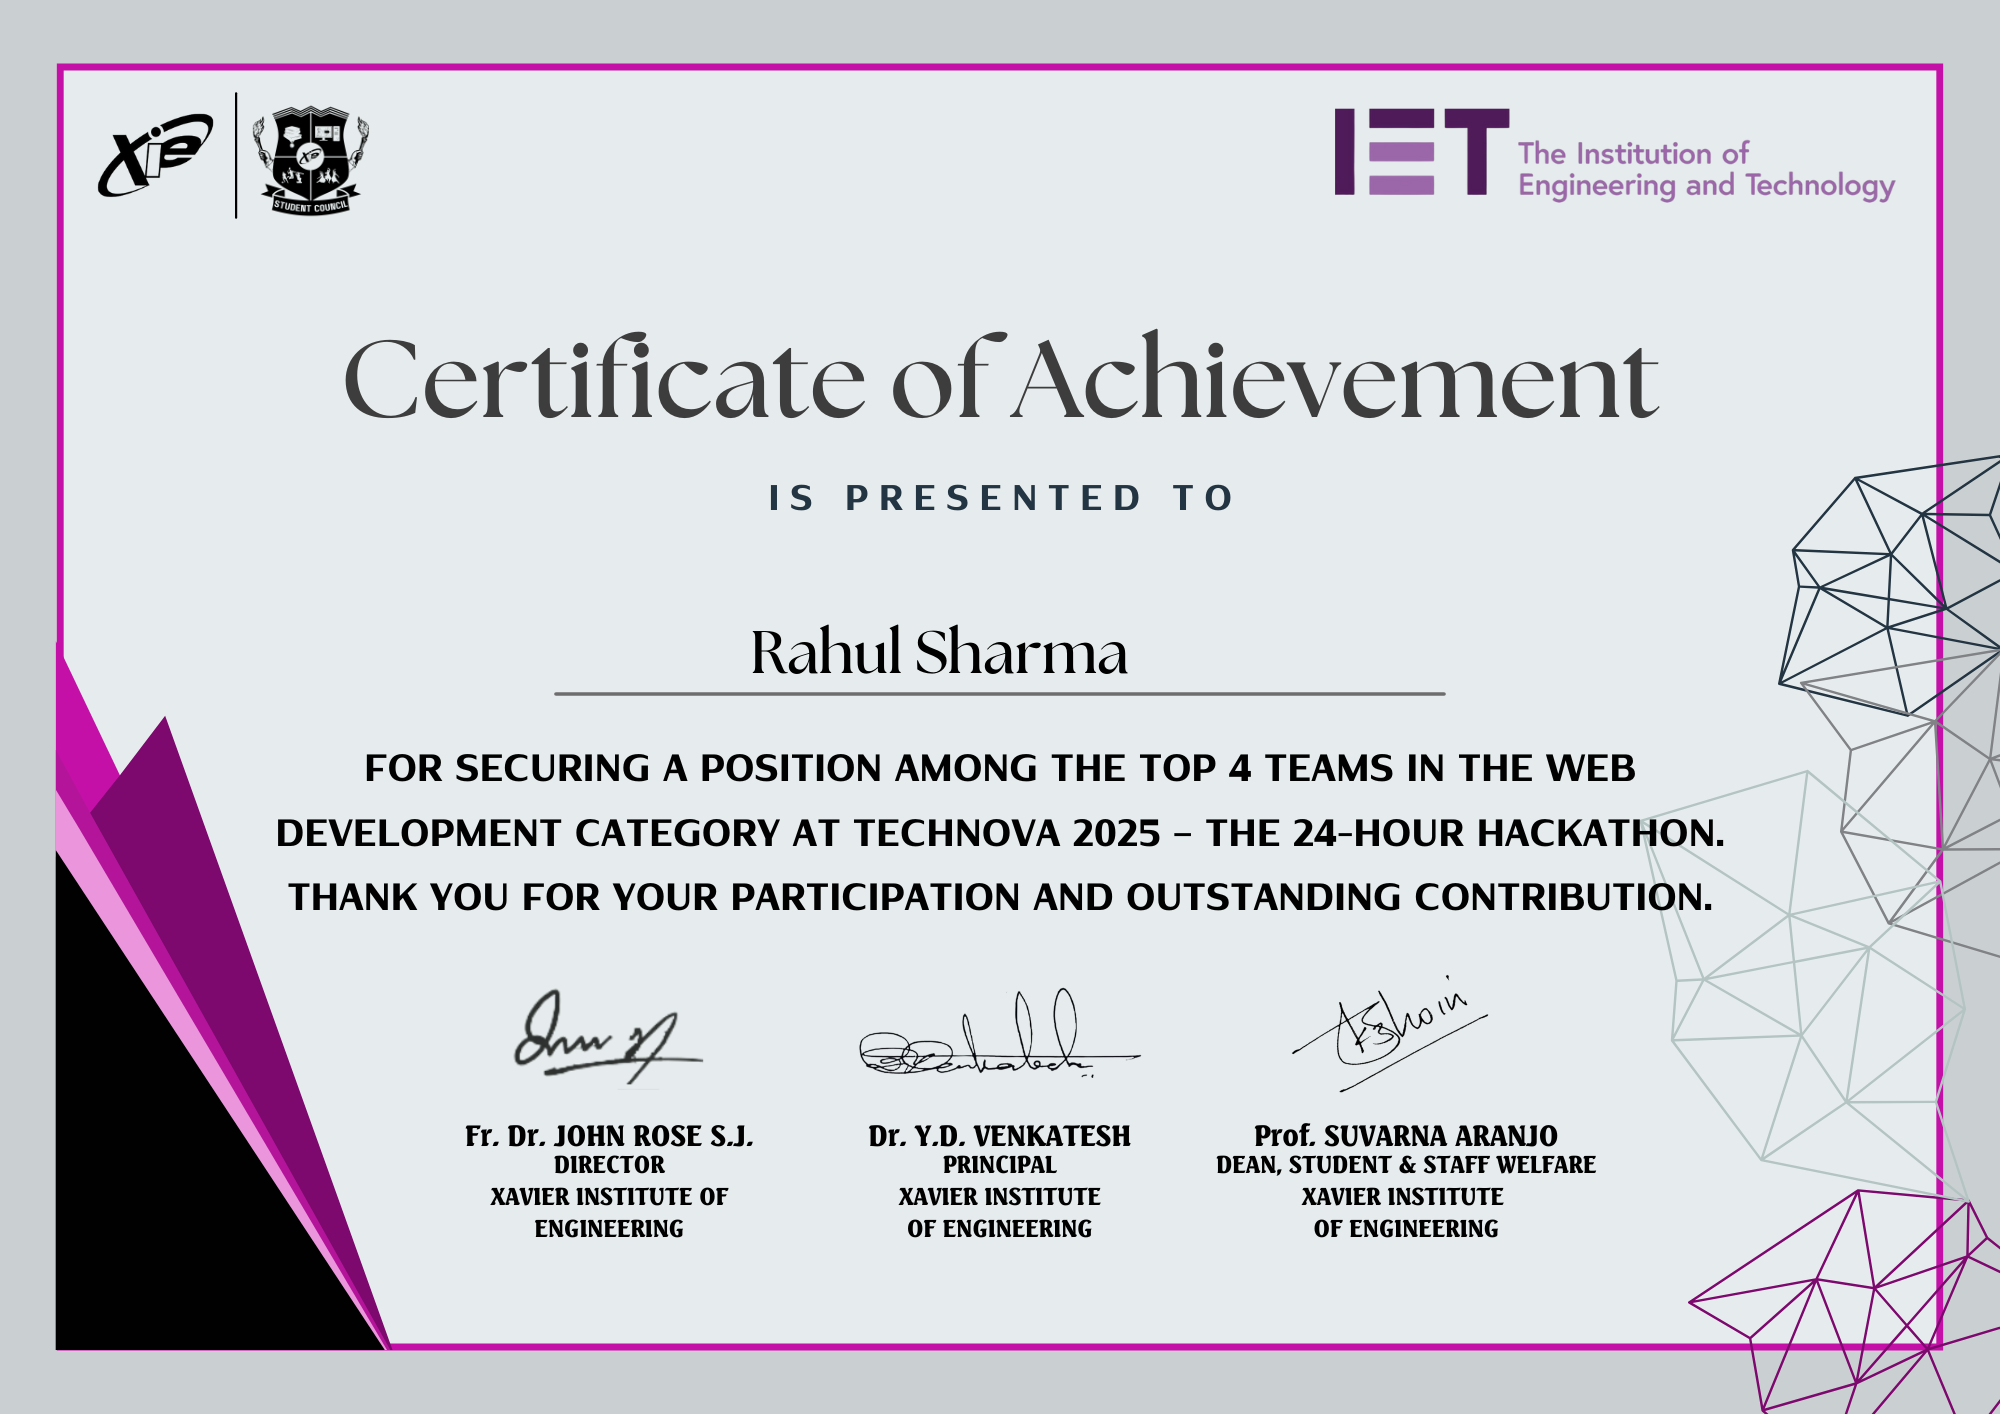 xie
STUDENT COUNCIL
IET
The Institution of
Engineering and Technology
Certificate of Achievement
IS PRESENTED TO
Rahul Sharma
FOR SECURING A POSITION AMONG THE TOP 4 TEAMS IN THE WEB
DEVELOPMENT CATEGORY AT TECHNOVA 2025 – THE 24-HOUR HACKATHON.
THANK YOU FOR YOUR PARTICIPATION AND OUTSTANDING CONTRIBUTION.
Fr. Dr. JOHN ROSE S.J.
DIRECTOR
XAVIER INSTITUTE OF
ENGINEERING
Dr. Y.D. VENKATESH
PRINCIPAL
XAVIER INSTITUTE
OF ENGINEERING
Prof. SUVARNA ARANJO
DEAN, STUDENT & STAFF WELFARE
XAVIER INSTITUTE
OF ENGINEERING